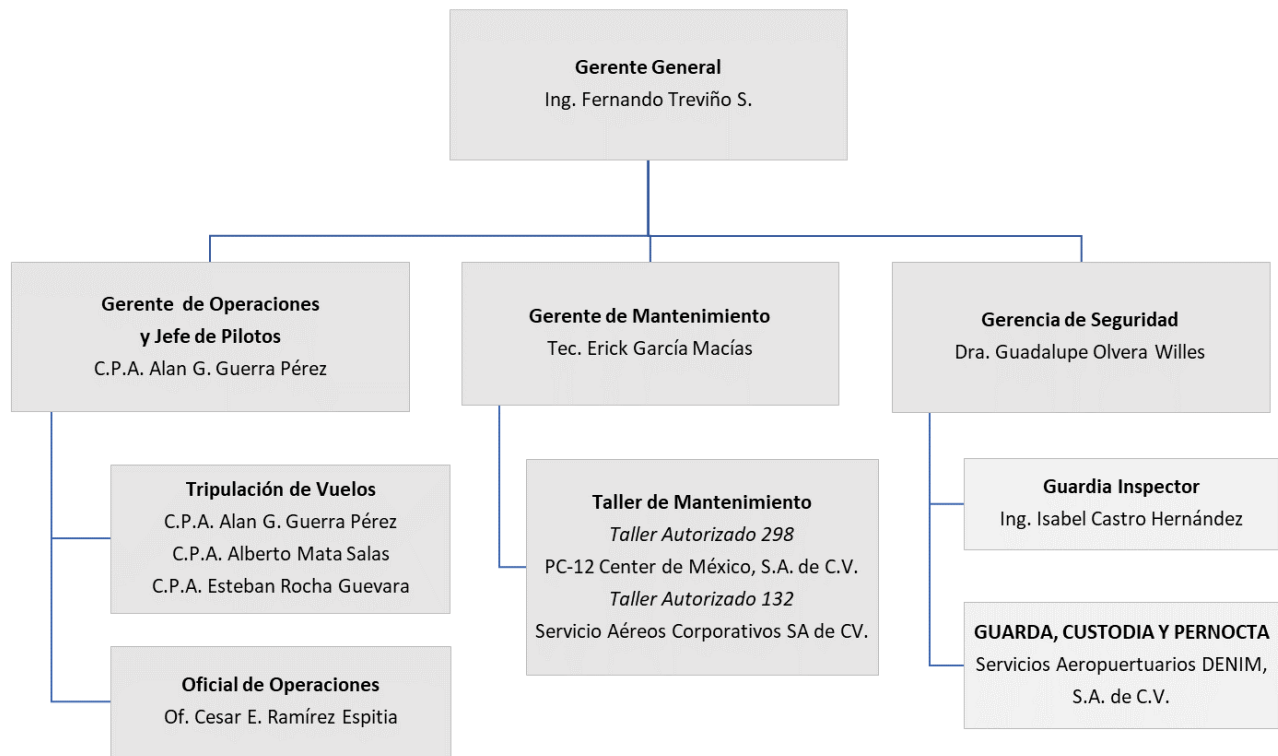 Gerente General
Ing. Fernando Treviño S.
Gerente de Operaciones
y Jefe de Pilotos
C.P.A. Alan G. Guerra Pérez
Tripulación de Vuelos
C.P.A. Alan G. Guerra Pérez
C.P.A. Alberto Mata Salas
C.P.A. Esteban Rocha Guevara
Oficial de Operaciones
Of. Cesar E. Ramírez Espitia
Gerente de Mantenimiento
Tec. Erick García Macías
Taller de Mantenimiento
Taller Autorizado 298
PC-12 Center de México, S.A. de C.V.
Taller Autorizado 132
Servicio Aéreos Corporativos SA de CV.
Gerencia de Seguridad
Dra. Guadalupe Olvera Willes
Guardia Inspector
Ing. Isabel Castro Hernández
GUARDA, CUSTODIA Y PERNOCTA
Servicios Aeropuertuarios DENIM,
S.A. de C.V.